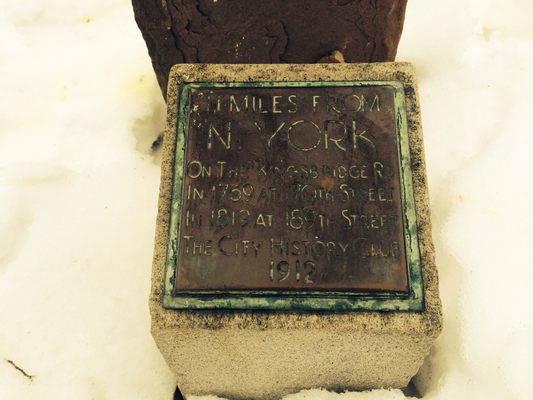 MILES FROM
N. YORK
ON THE KINGSBRIDGE RD
IN 1769 AT 170TH STREET
IN 1819 AT 189TH STREET
THE CITY HISTORY CLUB
1912